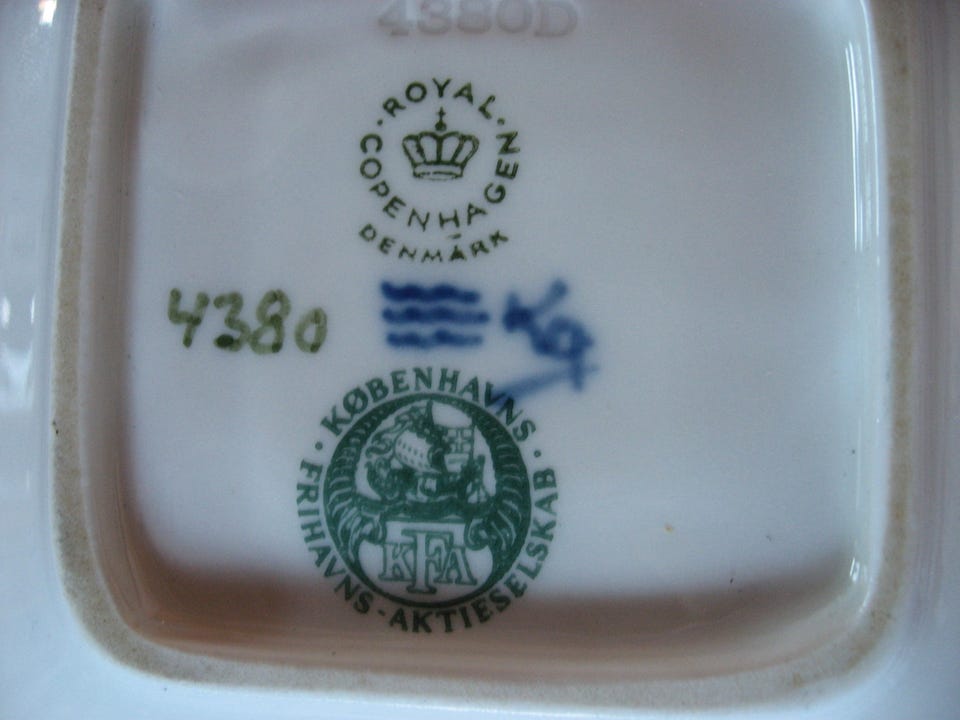 4380D
ROYAL
COPENHAGEN
DENMARK
4380
KØBENHAVNS
FRIHAVNS - AKTIESELSKAB
KFA